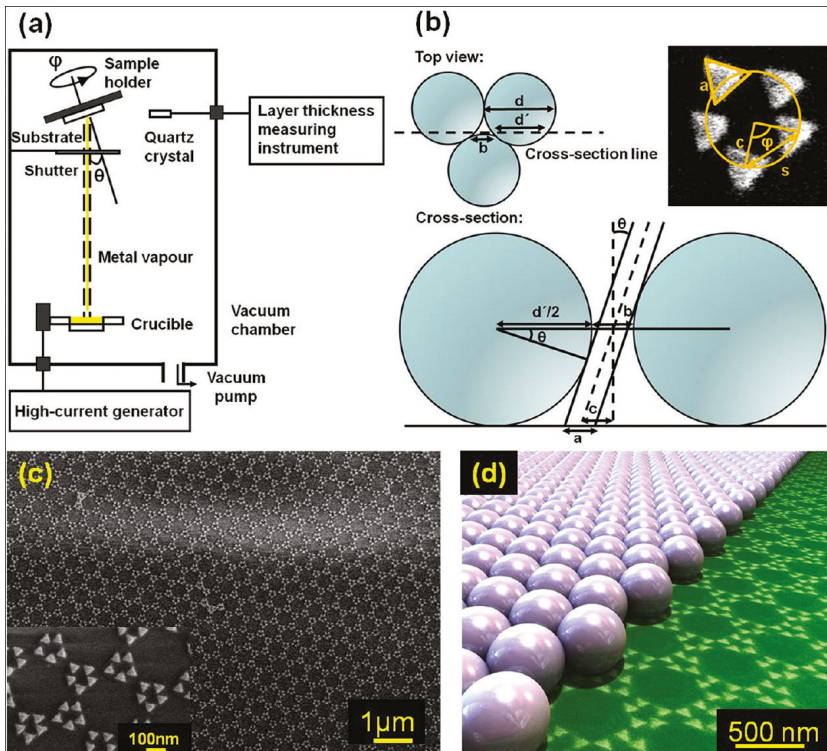 (a)
φ
Sample
holder
Substrate
Shutter
θ
Quartz
crystal
Layer thickness
measuring
instrument
Metal vapour
Crucible
Vacuum
chamber
Vacuum
pump
High-current generator
(b)
Top view:
d
d´
b
Cross-section line
a
c
φ
s
Cross-section:
θ
d´/2
b
θ
c
a
(c)
100nm
1µm
(d)
500 nm